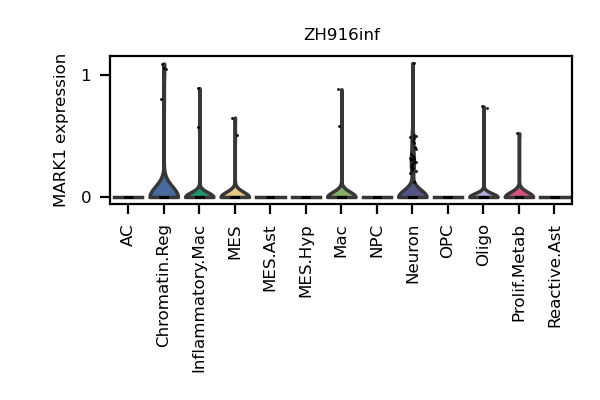 ZH916inf
MARK1 expression
1
0
AC
Chromatin.Reg
Inflammatory.Mac
MES
MES.Ast
MES.Hyp
Mac
NPC
Neuron
OPC
Oligo
Prolif.Metab
Reactive.Ast